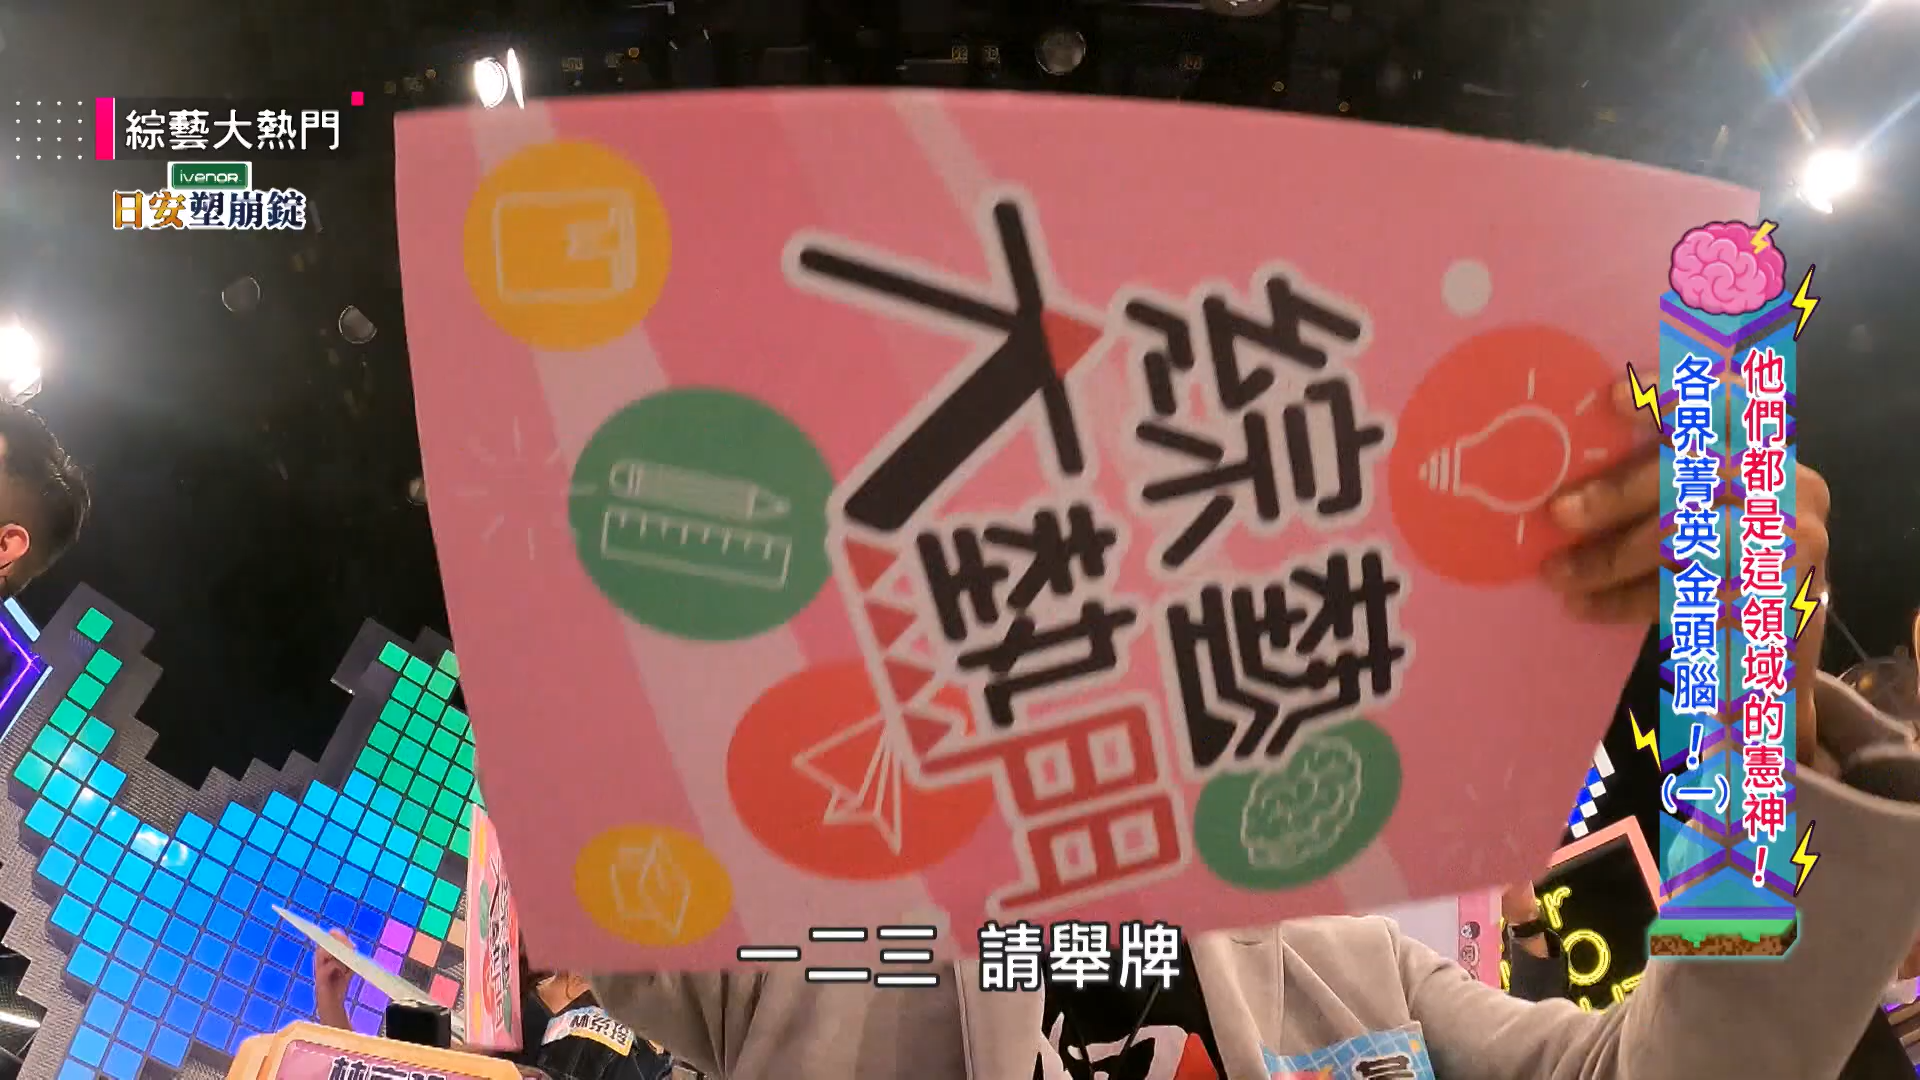 綜藝大熱門
ivenor
日安塑崩錠
綜藝
大熱門
他們都是這領域的憲神！
各界菁英金頭腦！(一)
一二三 請舉牌